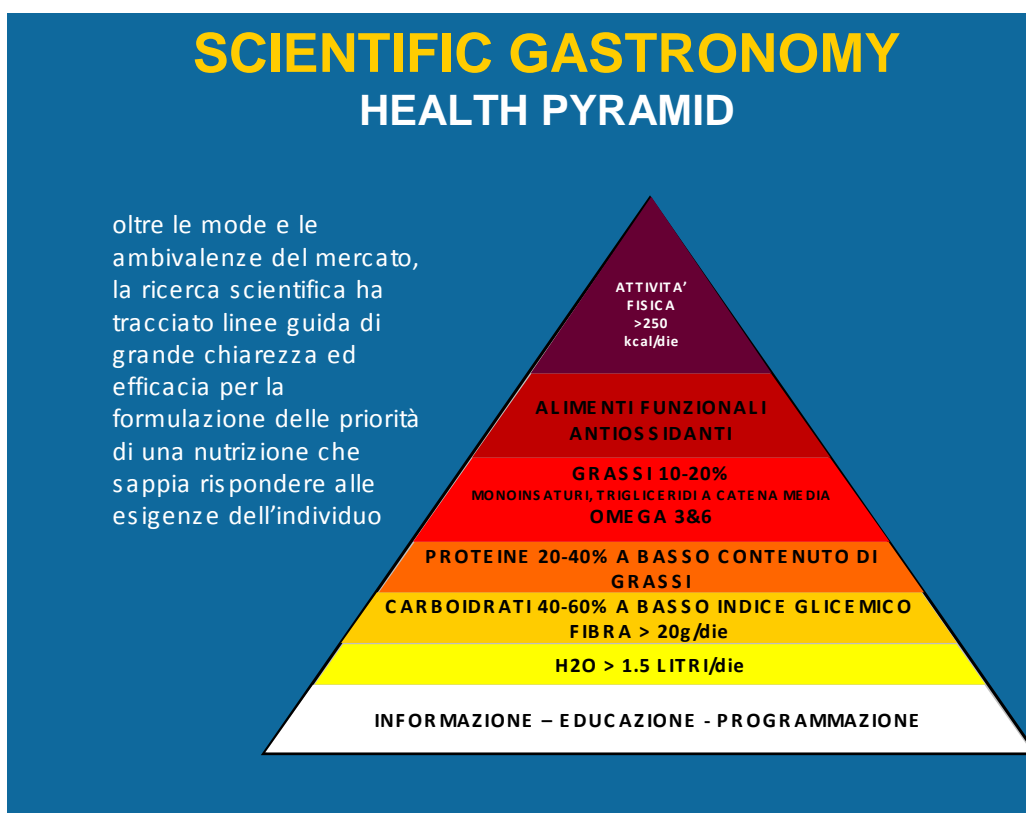 SCIENTIFIC GASTRONOMY
HEALTH PYRAMID
oltre le mode e le
ambivalenze del mercato,
la ricerca scientifica ha
tracciato linee guida di
grande chiarezza ed
efficacia per la
formulazione delle priorità
di una nutrizione che
sappia rispondere alle
esigenze dell’individuo
ATTIVITA’
FISICA
>250
kcal/die
ALIMENTI FUNZIONALI
ANTIOSSIDANTI
GRASSI 10-20%
MONOINSATURI, TRIGLICERIDI A CATENA MEDIA
OMEGA 3&6
PROTEINE 20-40% A BASSO CONTENUTO DI
GRASSI
CARBOIDRATI 40-60% A BASSO INDICE GLICEMICO
FIBRA > 20g/die
H2O > 1.5 LITRI/die
INFORMAZIONE – EDUCAZIONE - PROGRAMMAZIONE